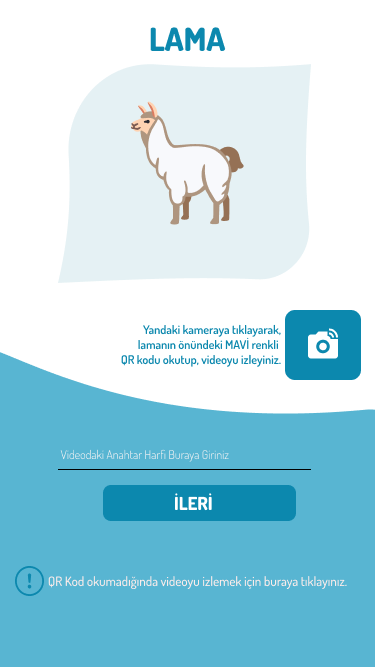 LAMA
Yandaki kameraya tıklayarak,
lamanın önündeki MAVİ renkli
QR kodu okutup, videoyu izleyiniz.
Videodaki Anahtar Harfi Buraya Giriniz
İLERİ
! QR Kod okumadığında videoyu izlemek için buraya tıklayınız.